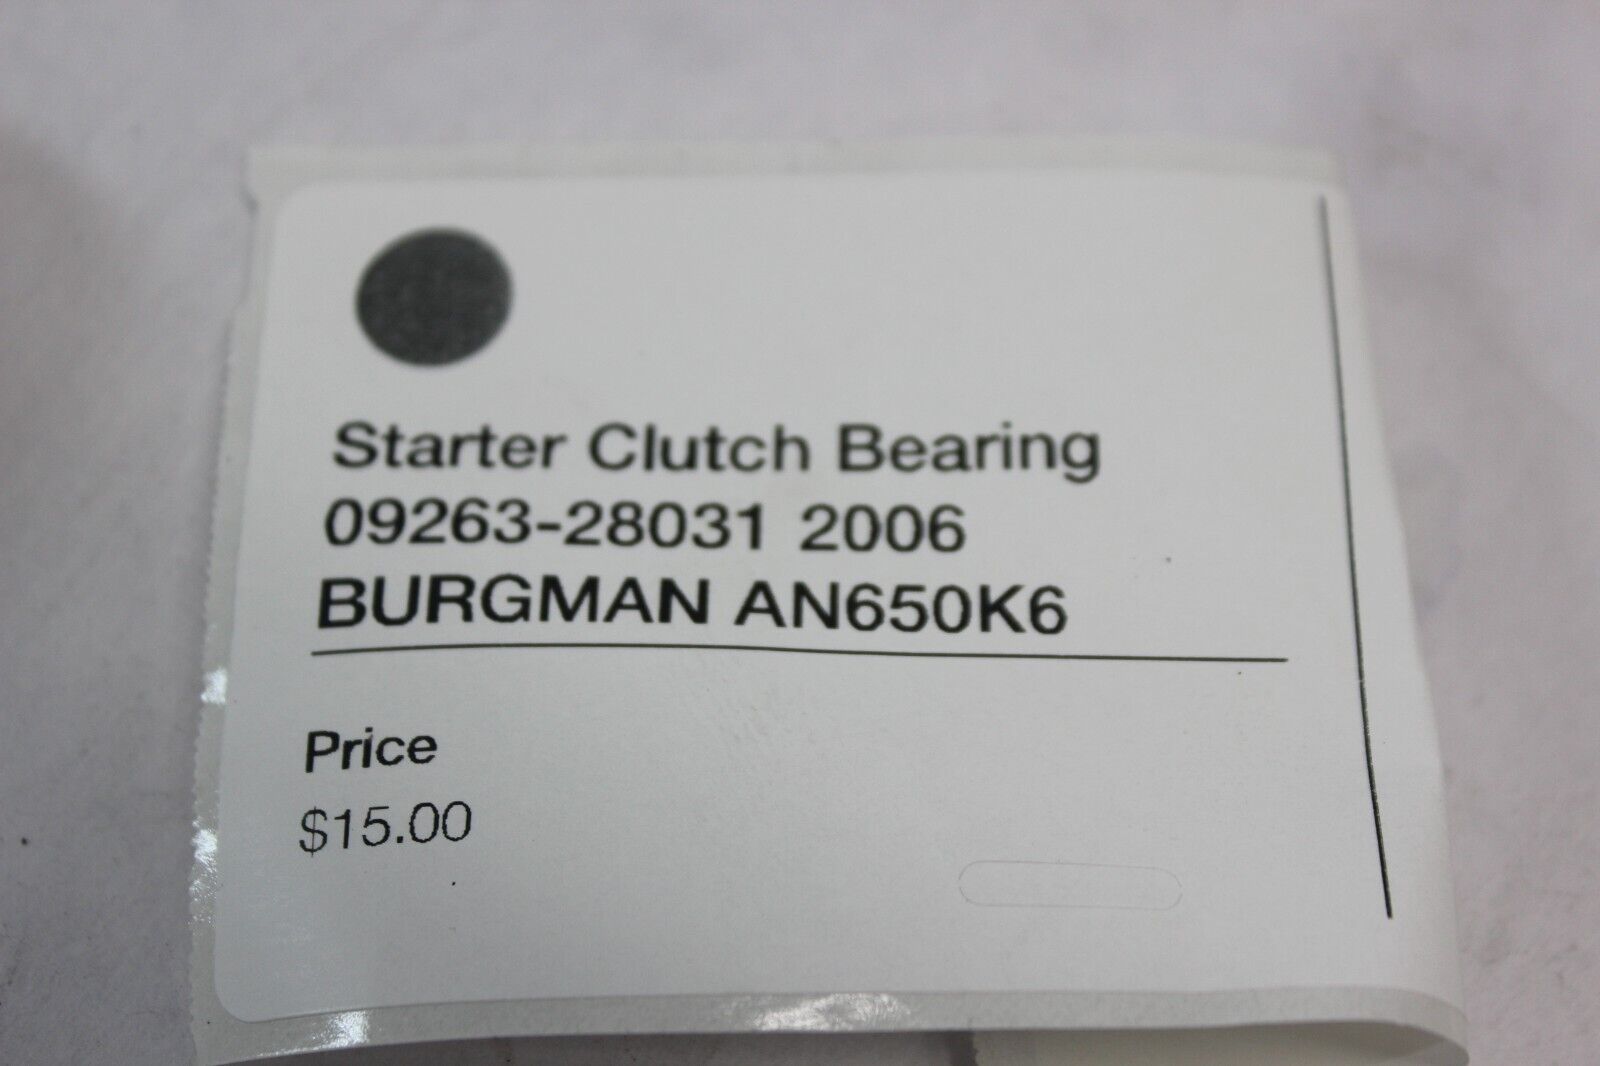 Starter Clutch Bearing
09263-28031 2006
BURGMAN AN650K6
Price
$15.00